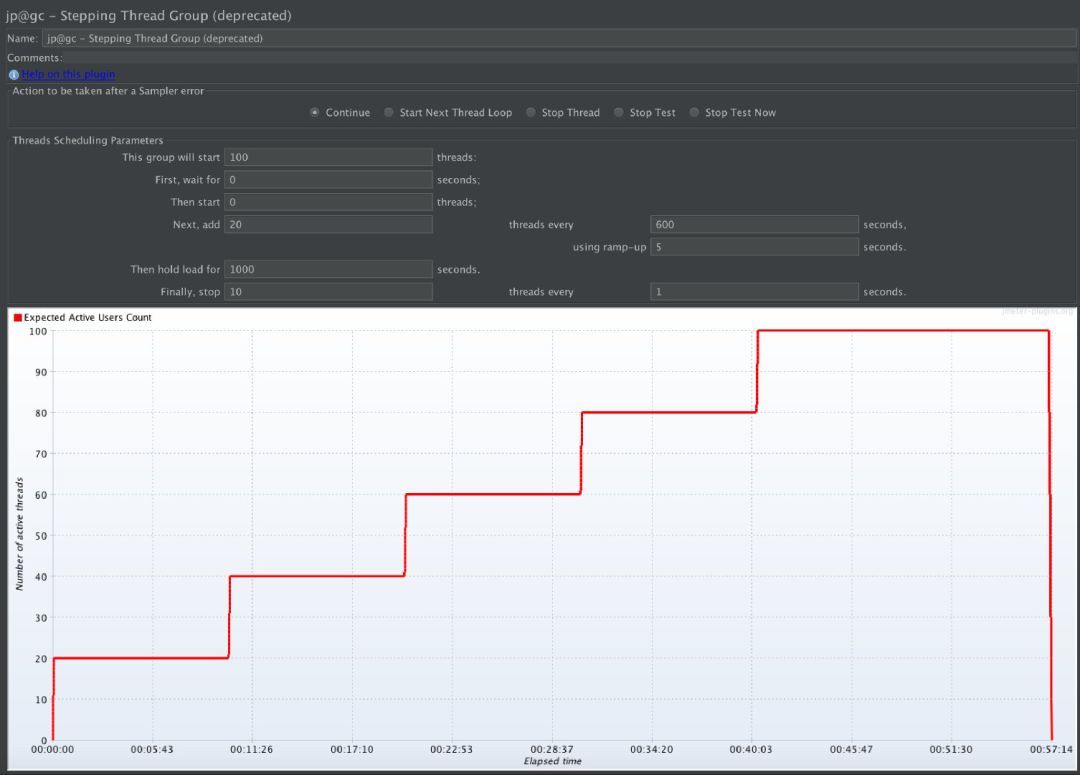 jp@gc - Stepping Thread Group (deprecated)
Name: jp@gc - Stepping Thread Group (deprecated)
Comments:
Help on this plugin
Action to be taken after a Sampler error
Continue Start Next Thread Loop Stop Thread Stop Test Stop Test Now
Threads Scheduling Parameters
This group will start 100 threads:
First, wait for 0 seconds;
Then start 0 threads;
Next, add 20 threads every 600 seconds,
using ramp-up 5 seconds.
Then hold load for 1000 seconds.
Finally, stop 10 threads every 1 seconds.
Expected Active Users Count
jmeter-plugins.org
100
90
80
70
60
50
40
30
20
10
0
Number of active threads
00:00:00 00:05:43 00:11:26 00:17:10 00:22:53 00:28:37 00:34:20 00:40:03 00:45:47 00:51:30 00:57:14
Elapsed time